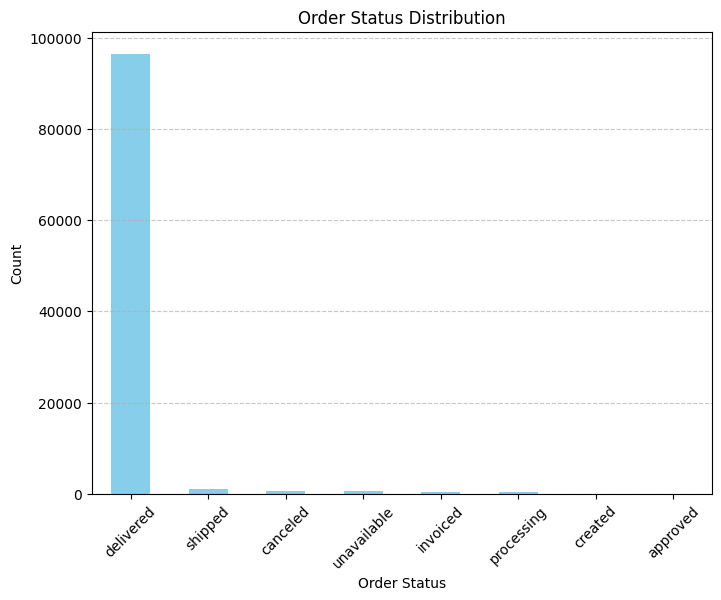 Order Status Distribution
100000
80000
60000
40000
20000
0
Count
delivered
shipped
canceled
unavailable
invoiced
processing
created
approved
Order Status